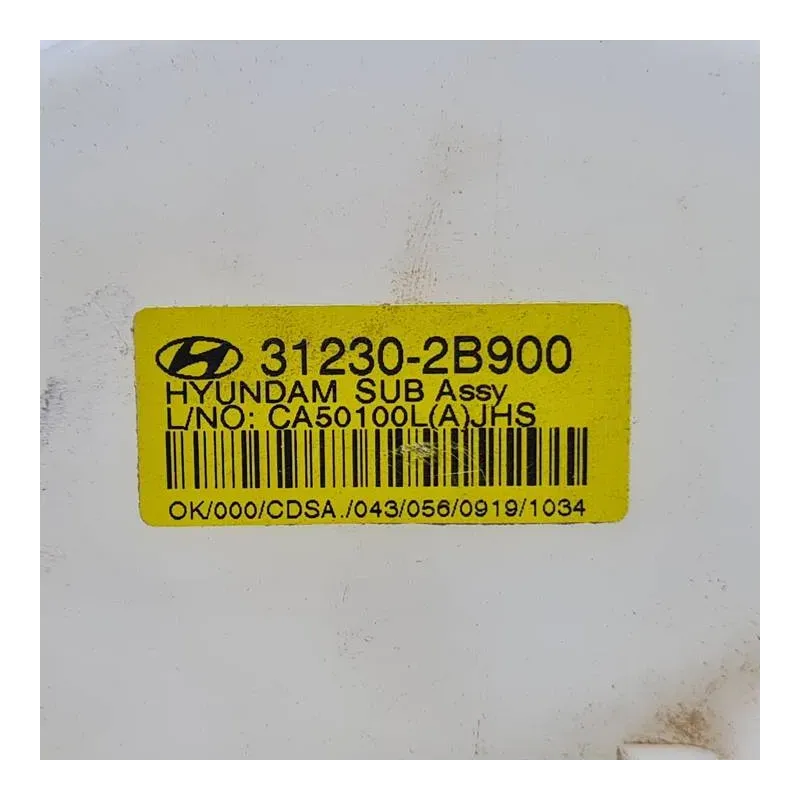 31230-2B900
HYUNDAM SUB Assy
L/NO: CA50100L(A)JHS
OK/000/CDSA./043/056/0919/1034